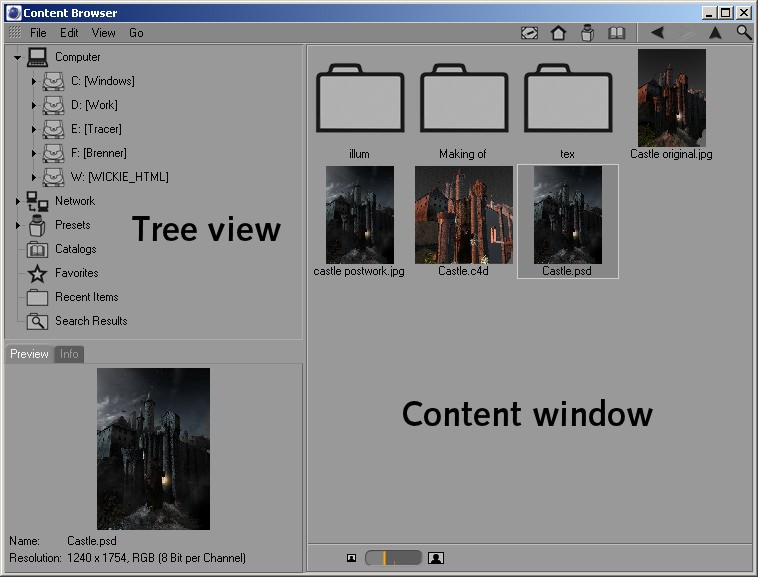 Content Browser
File Edit View Go
Computer
C: [Windows]
D: [Work]
E: [Tracer]
F: [Brenner]
W: [WICKIE_HTML]
Network
Presets
Catalogs
Favorites
Recent Items
Search Results
Tree view
illum
Making of
tex
Castle original.jpg
castle postwork.jpg
Castle.c4d
Castle.psd
Content window
Preview Info
Name: Castle.psd
Resolution: 1240 x 1754, RGB (8 Bit per Channel)